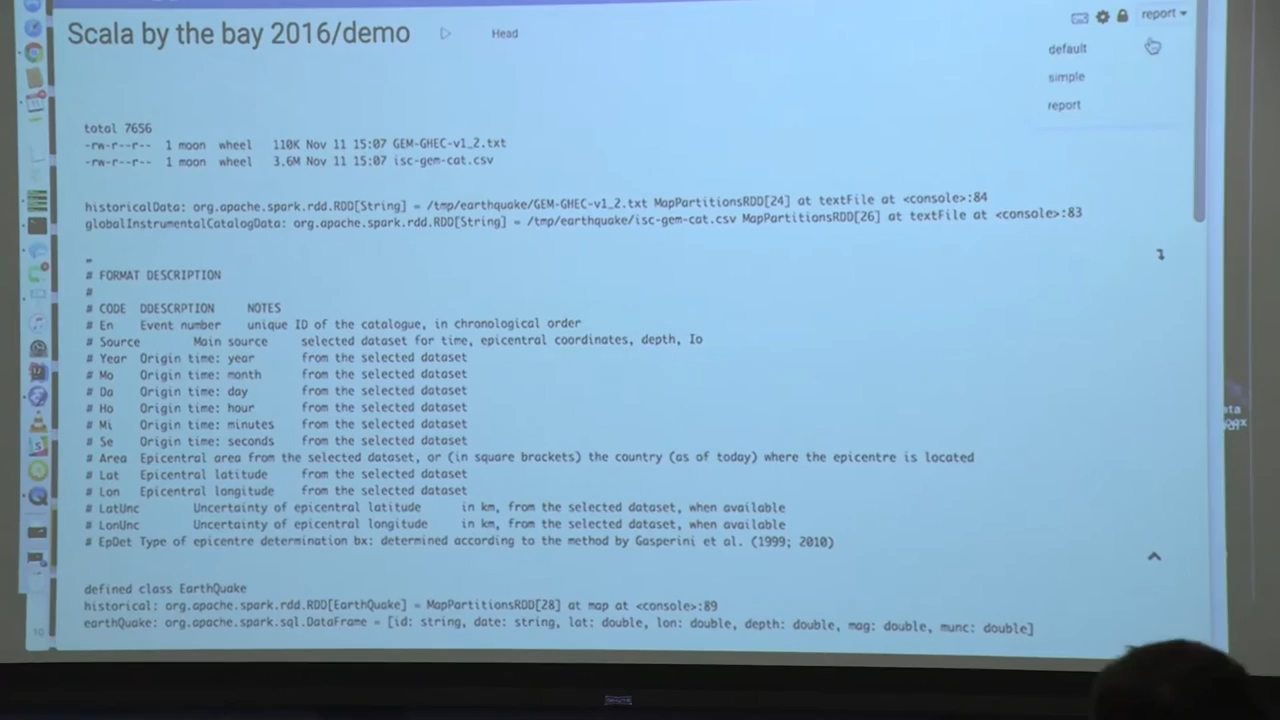 Scala by the bay 2016/demo
Head
report
default
simple
report
total 7656
-rw-r--r-- 1 moon wheel 110K Nov 11 15:07 GEM-GHEC-v1_2.txt
-rw-r--r-- 1 moon wheel 3.6M Nov 11 15:07 isc-gem-cat.csv
historicalData: org.apache.spark.rdd.RDD[String] = /tmp/earthquake/GEM-GHEC-v1_2.txt MapPartitionsRDD[24] at textFile at <console>:84
globalInstrumentalCatalogData: org.apache.spark.rdd.RDD[String] = /tmp/earthquake/isc-gem-cat.csv MapPartitionsRDD[26] at textFile at <console>:83
# FORMAT DESCRIPTION
#
# CODE DDESCRPTION NOTES
# En Event number unique ID of the catalogue, in chronological order
# Source Main source selected dataset for time, epicentral coordinates, depth, Io
# Year Origin time: year from the selected dataset
# Mo Origin time: month from the selected dataset
# Da Origin time: day from the selected dataset
# Ho Origin time: hour from the selected dataset
# Mi Origin time: minutes from the selected dataset
# Se Origin time: seconds from the selected dataset
# Area Epicentral area from the selected dataset, or (in square brackets) the country (as of today) where the epicentre is located
# Lat Epicentral latitude from the selected dataset
# Lon Epicentral longitude from the selected dataset
# LatUnc Uncertainty of epicentral latitude in km, from the selected dataset, when available
# LonUnc Uncertainty of epicentral longitude in km, from the selected dataset, when available
# EpDet Type of epicentre determination bx: determined according to the method by Gasperini et al. (1999; 2010)
defined class EarthQuake
historical: org.apache.spark.rdd.RDD[EarthQuake] = MapPartitionsRDD[28] at map at <console>:89
earthQuake: org.apache.spark.sql.DataFrame = [id: string, date: string, lat: double, lon: double, depth: double, mag: double, munc: double]
10